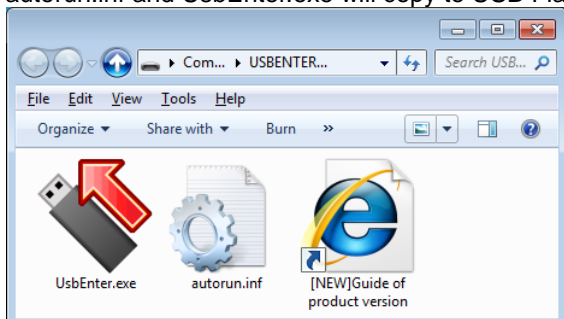 autorun.inf and UsbEnter.exe will copy to USB Fla
Com... USBENTER... Search USB...
File Edit View Tools Help
Organize Share with Burn »
UsbEnter.exe autorun.inf [NEW]Guide of
product version